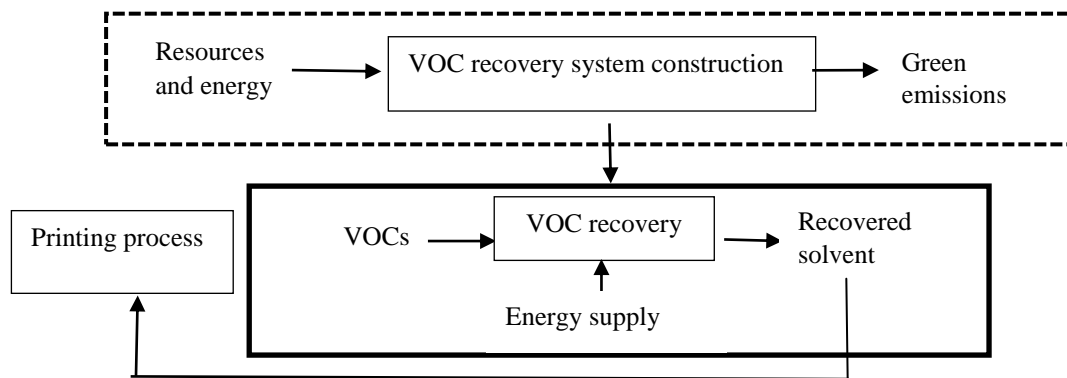 Resources
and energy
VOC recovery system construction
Green
emissions
Printing process
VOCs
VOC recovery
Recovered
solvent
Energy supply